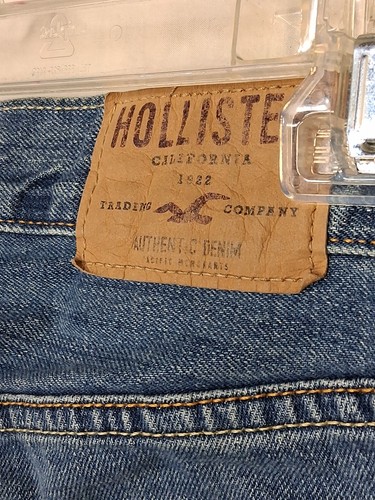 HOLLISTE
CALIFORNIA
1922
TRADING COMPANY
AUTHENTIC DENIM